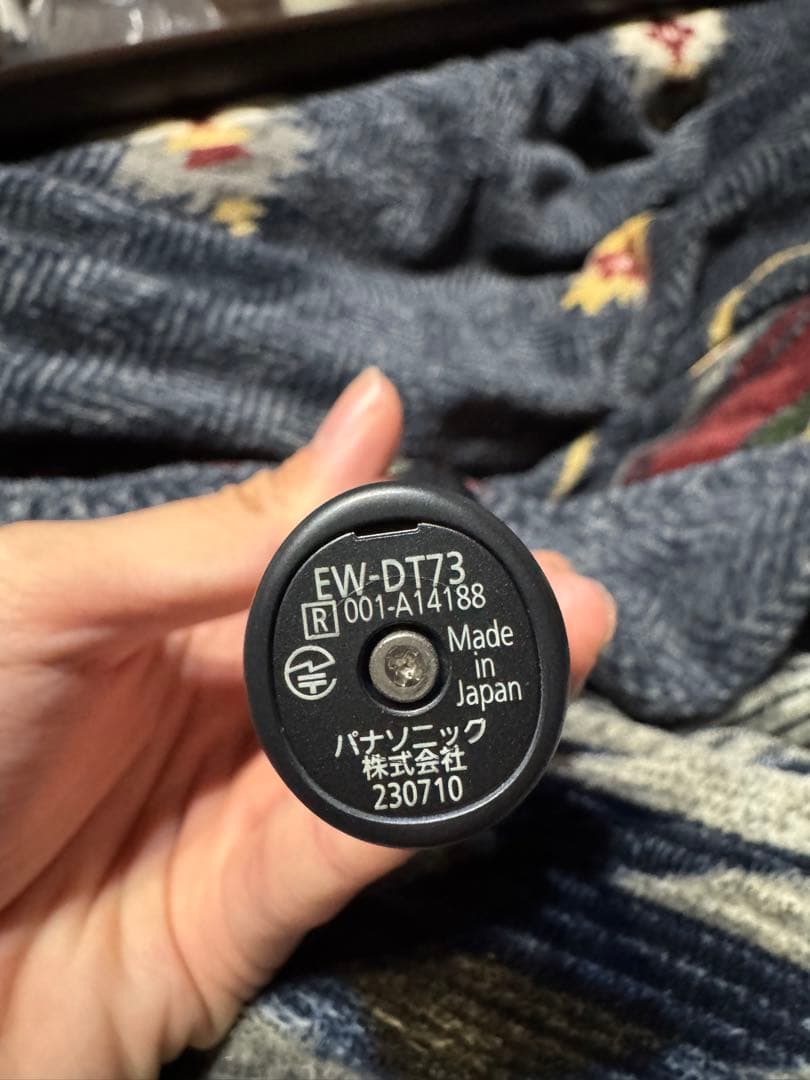 EW-DT73
R 001-A14188
Made
in
Japan
パナソニック
株式会社
230710